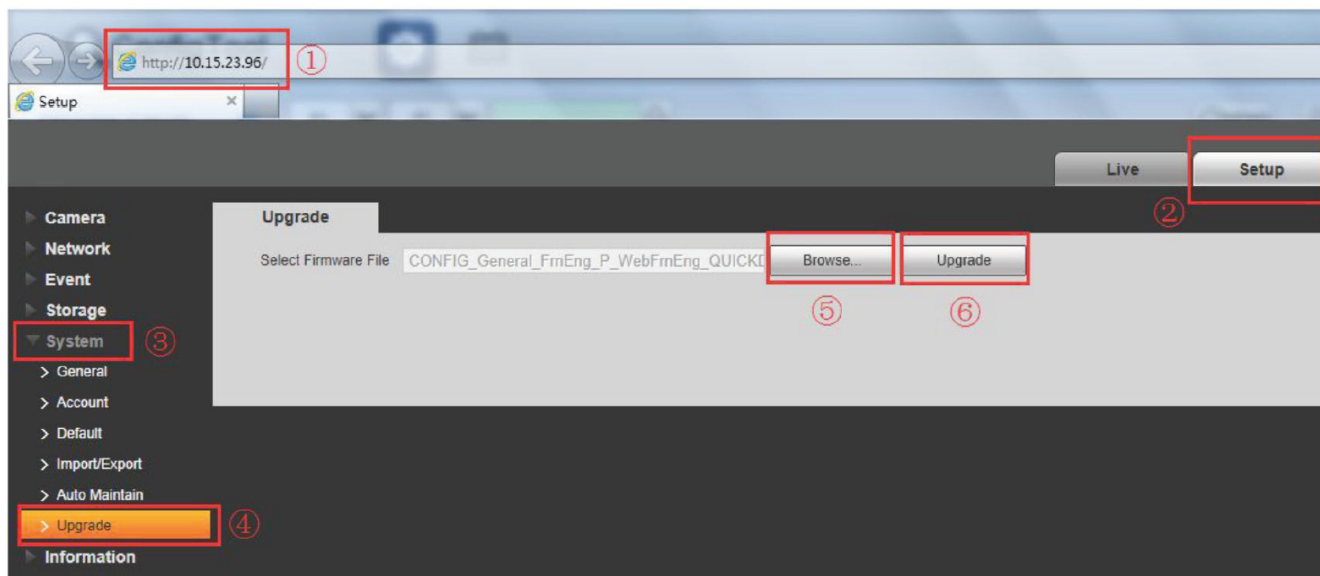 http://10.15.23.96/ ①
Setup
Live Setup
②
Camera
Network
Event
Storage
System ③
General
Account
Default
Import/Export
Auto Maintain
Upgrade ④
Information
Upgrade
Select Firmware File CONFIG_General_FrnEng_P_WebFrnEng_QUICKD Browse... Upgrade
⑤ ⑥